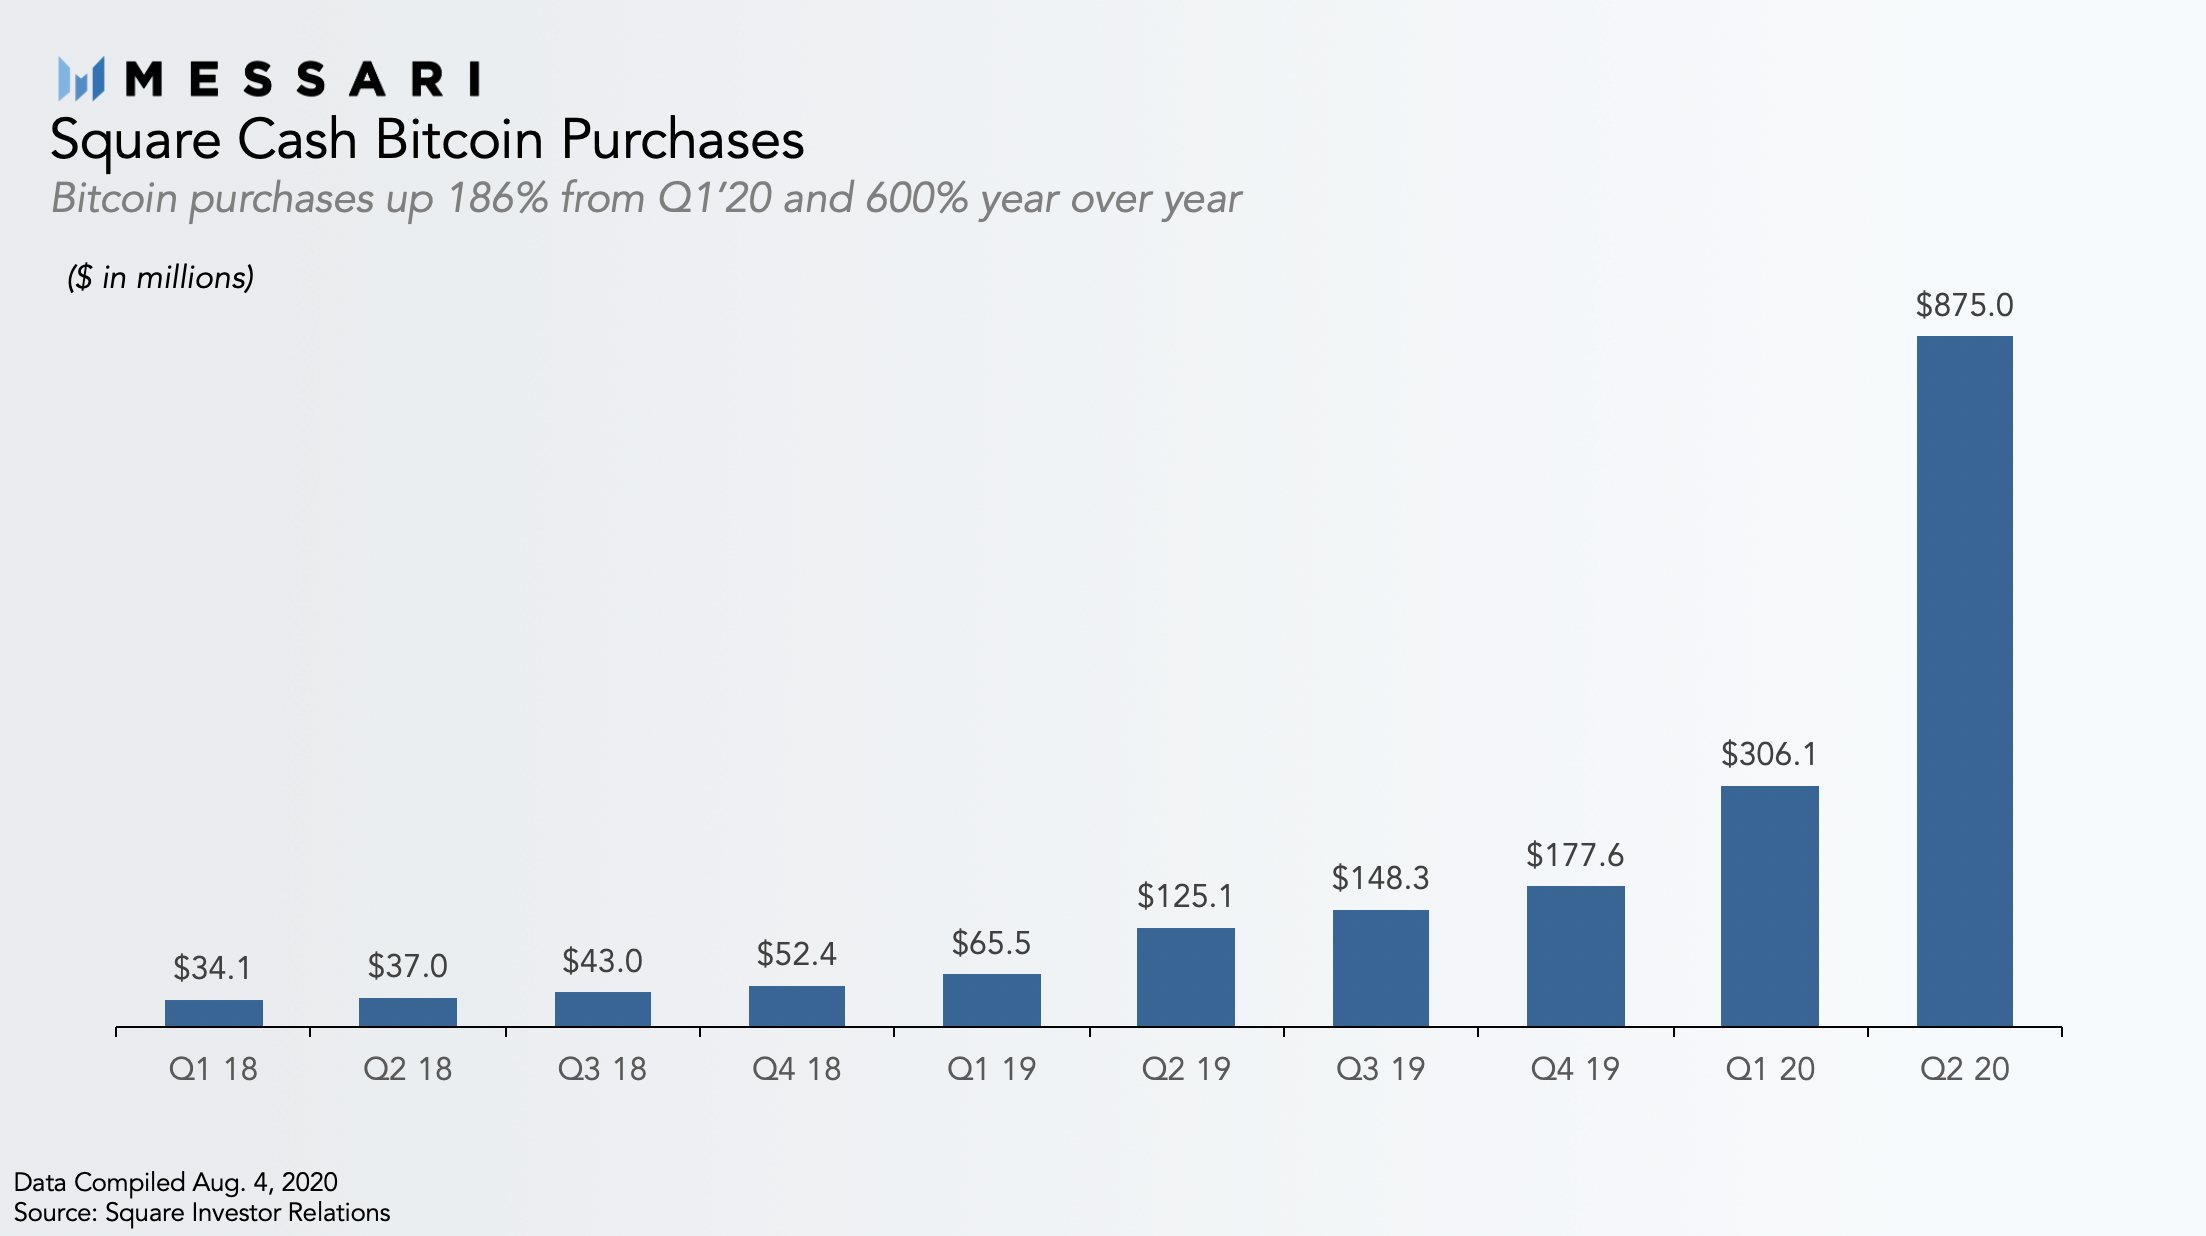 MESSARI
Square Cash Bitcoin Purchases
Bitcoin purchases up 186% from Q1’20 and 600% year over year
($ in millions)
$34.1 $37.0 $43.0 $52.4 $65.5 $125.1 $148.3 $177.6 $306.1 $875.0
Q1 18 Q2 18 Q3 18 Q4 18 Q1 19 Q2 19 Q3 19 Q4 19 Q1 20 Q2 20
Data Compiled Aug. 4, 2020
Source: Square Investor Relations